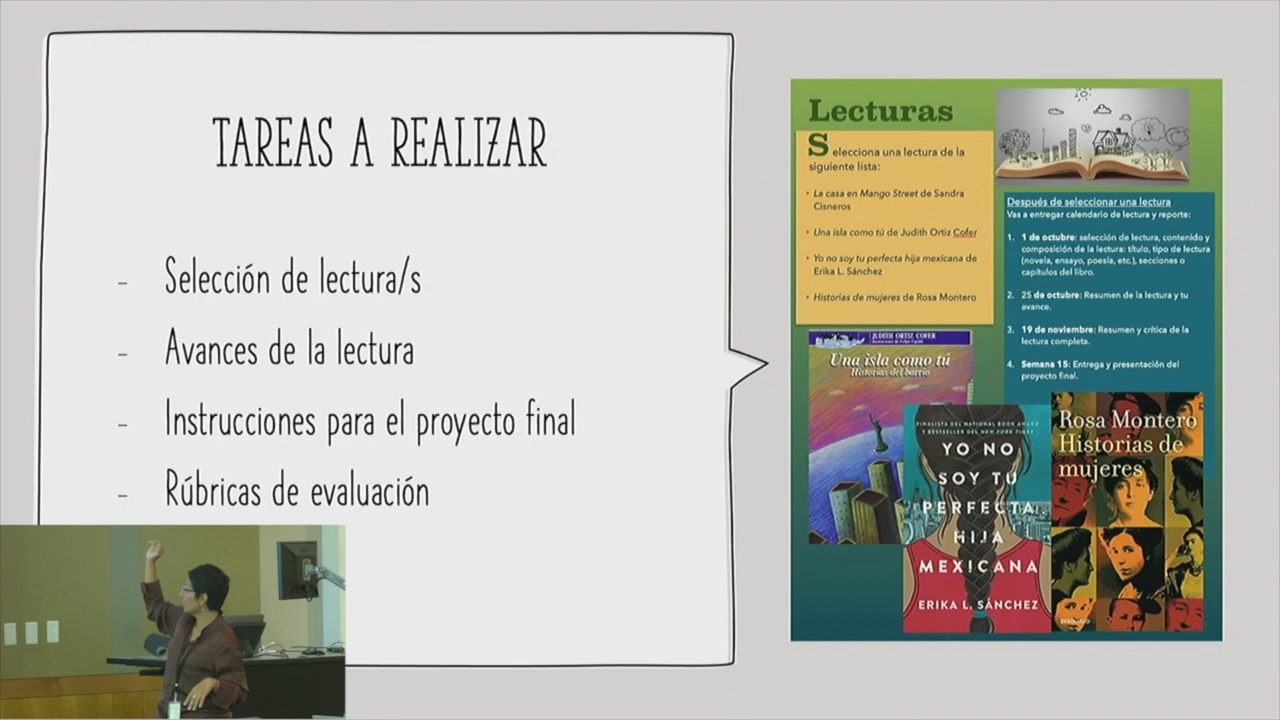 TAREAS A REALIZAR
- Selección de lectura/s
- Avances de la lectura
- Instrucciones para el proyecto final
- Rúbricas de evaluación
Lecturas
Selecciona una lectura de la
siguiente lista:
• La casa en Mango Street de Sandra
Cisneros
• Una isla como tú de Judith Ortiz Cofer
• Yo no soy tu perfecta hija mexicana de
Erika L. Sánchez
• Historias de mujeres de Rosa Montero
Después de seleccionar una lectura
Vas a entregar calendario de lectura y reporte:
1. 1 de octubre: selección de lectura, contenido y
composición de la lectura: título, tipo de lectura
(novela, ensayo, poesía, etc.), secciones o
capítulos del libro.
2. 25 de octubre: Resumen de la lectura y tu
avance.
3. 19 de noviembre: Resumen y crítica de la
lectura completa.
4. Semana 15: Entrega y presentación del
proyecto final.
JUDITH ORTIZ COFER
Una isla como tú
Historias del barrio
FINALISTA DEL NATIONAL BOOK AWARD
Y BESTSELLER DEL NEW YORK TIMES
YO NO
SOY TU
PERFECTA
HIJA
MEXICANA
ERIKA L. SÁNCHEZ
Rosa Montero
Historias de
mujeres